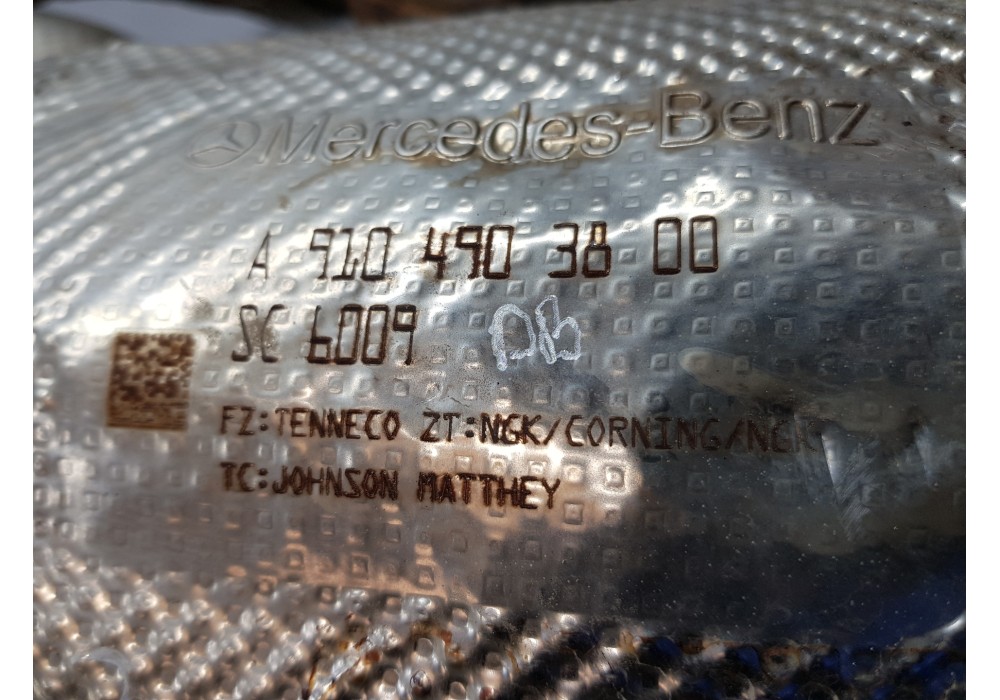 Mercedes-Benz
A 910 490 38 00
SC 6009
FZ:TENNECO ZT:NGK/CORNING/NGK
TC:JOHNSON MATTHEY